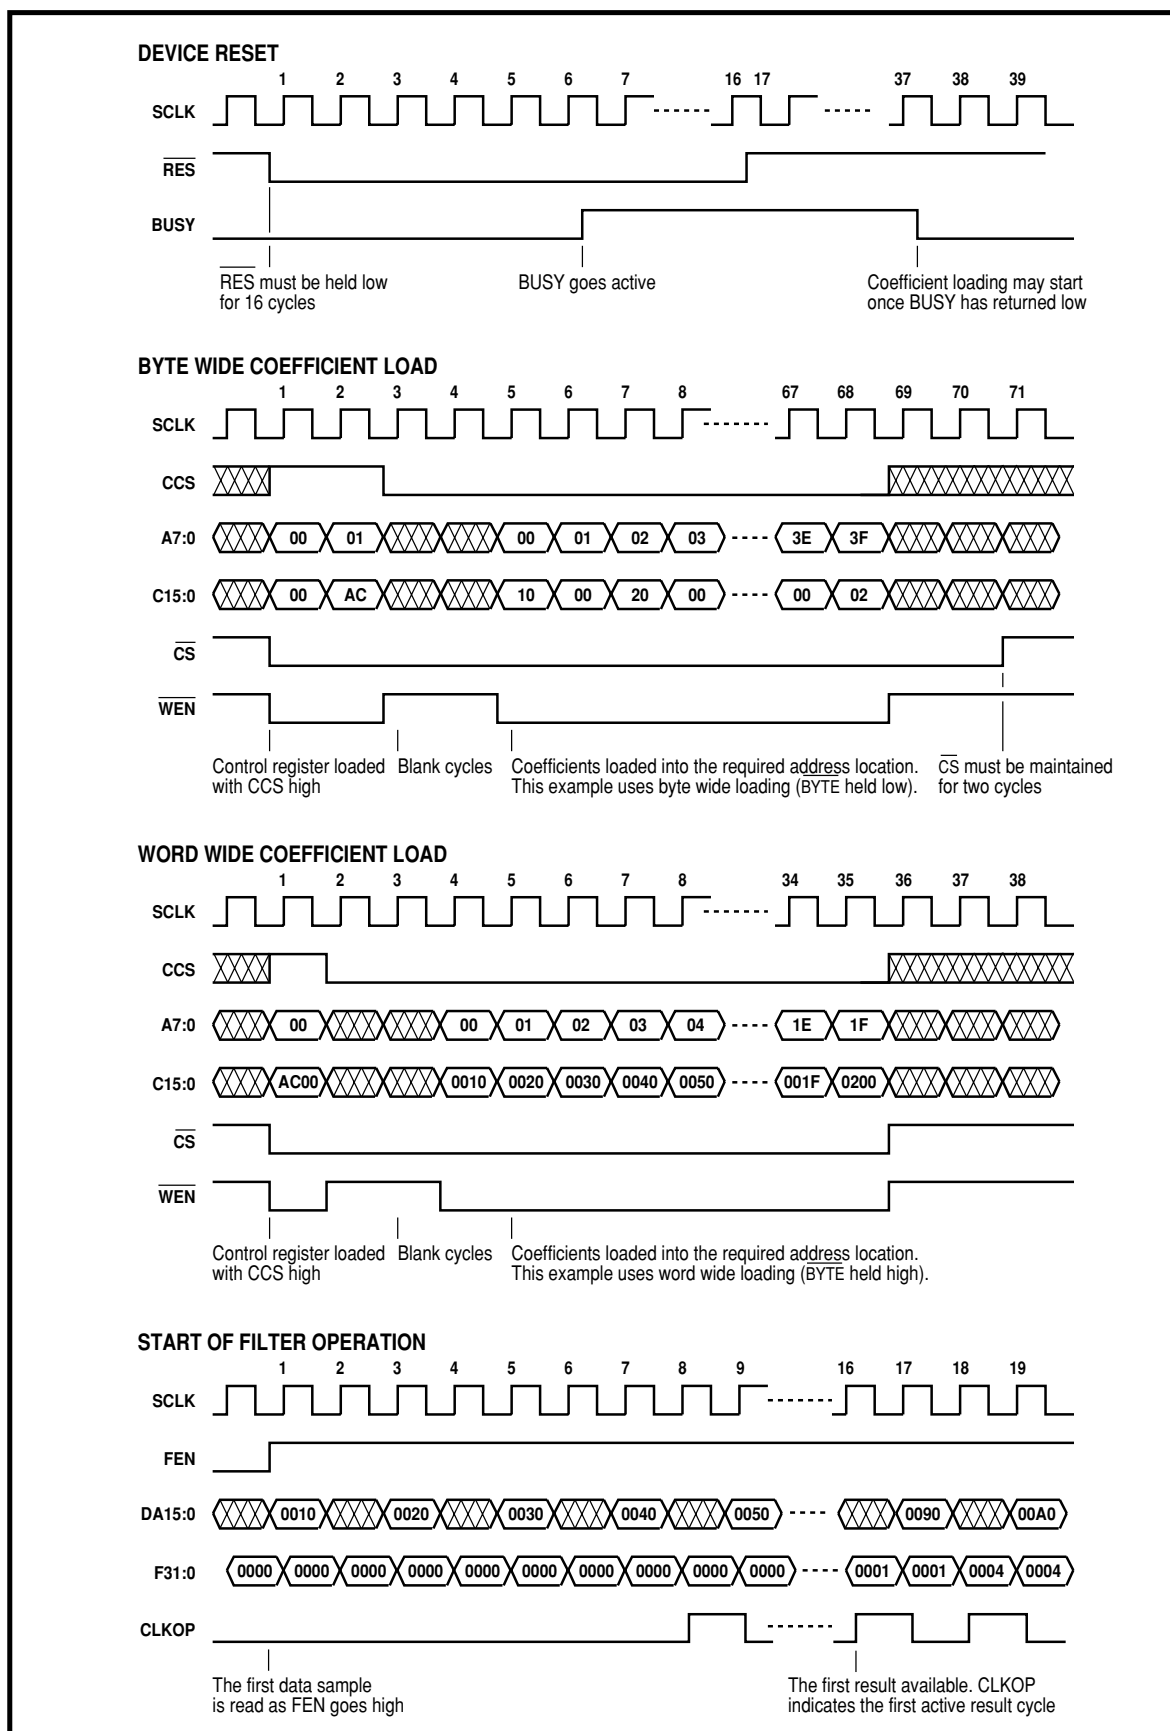 DEVICE RESET
1 2 3 4 5 6 7 16 17 37 38 39
SCLK
RES
BUSY
RES must be held low
for 16 cycles
BUSY goes active
Coefficient loading may start
once BUSY has returned low
BYTE WIDE COEFFICIENT LOAD
1 2 3 4 5 6 7 8 67 68 69 70 71
SCLK
CCS
A7:0 00 01 00 01 02 03 3E 3F
C15:0 00 AC 10 00 20 00 00 02
CS
WEN
Control register loaded
with CCS high
Blank cycles
Coefficients loaded into the required address location.
This example uses byte wide loading (BYTE held low).
CS must be maintained
for two cycles
WORD WIDE COEFFICIENT LOAD
1 2 3 4 5 6 7 8 34 35 36 37 38
SCLK
CCS
A7:0 00 00 01 02 03 04 1E 1F
C15:0 AC00 0010 0020 0030 0040 0050 001F 0200
CS
WEN
Control register loaded
with CCS high
Blank cycles
Coefficients loaded into the required address location.
This example uses word wide loading (BYTE held high).
START OF FILTER OPERATION
1 2 3 4 5 6 7 8 9 16 17 18 19
SCLK
FEN
DA15:0 0010 0020 0030 0040 0050 0090 00A0
F31:0 0000 0000 0000 0000 0000 0000 0000 0000 0000 0000 0001 0001 0004 0004
CLKOP
The first data sample
is read as FEN goes high
The first result available. CLKOP
indicates the first active result cycle